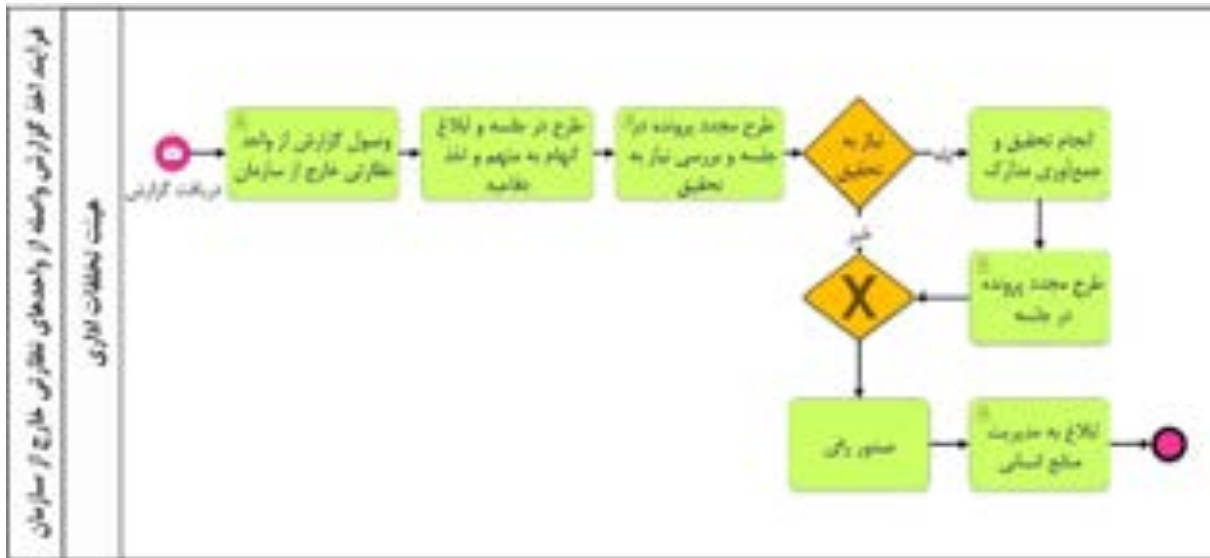 فرایند اخذ گزارش واصله از واحدهای نظارتی خارج از سازمان
هیئت تخلفات اداری
دریافت گزارش
وصول گزارش از واحد
نظارتی خارج از سازمان
طرح در جلسه و ابلاغ
اتهام به متهم و اخذ
دفاعیه
طرح مجدد پرونده در
جلسه و بررسی نیاز به
تحقیق
نیاز به
تحقیق
بله
انجام تحقیق و
جمع‌آوری مدارک
خیر
X
طرح مجدد پرونده
در جلسه
صدور رأی
ابلاغ به مدیریت
منابع انسانی